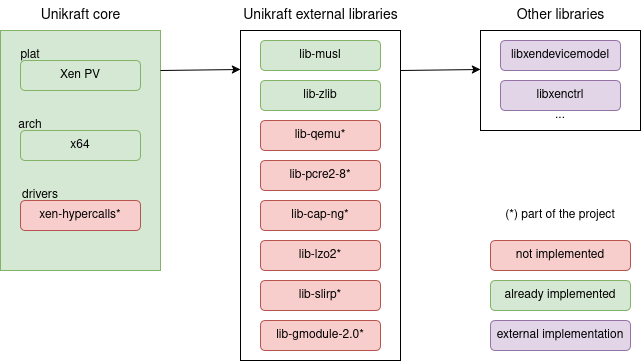 Unikraft core
plat
Xen PV
arch
x64
drivers
xen-hypercalls*
Unikraft external libraries
lib-musl
lib-zlib
lib-qemu*
lib-pcre2-8*
lib-cap-ng*
lib-lzo2*
lib-slirp*
lib-gmodule-2.0*
Other libraries
libxendevicemodel
libxenctrl
...
(*) part of the project
not implemented
already implemented
external implementation